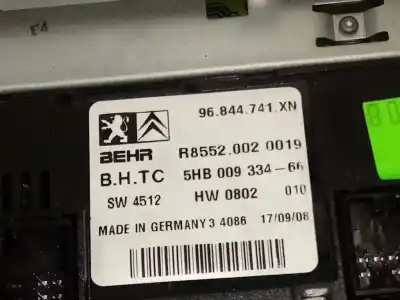 F4
96.844.741.XN
BEHR R8552.002 0019
B.H.TC 5HB 009 334-66
SW 4512 HW 0802 010
MADE IN GERMANY 3 4086 17/09/08